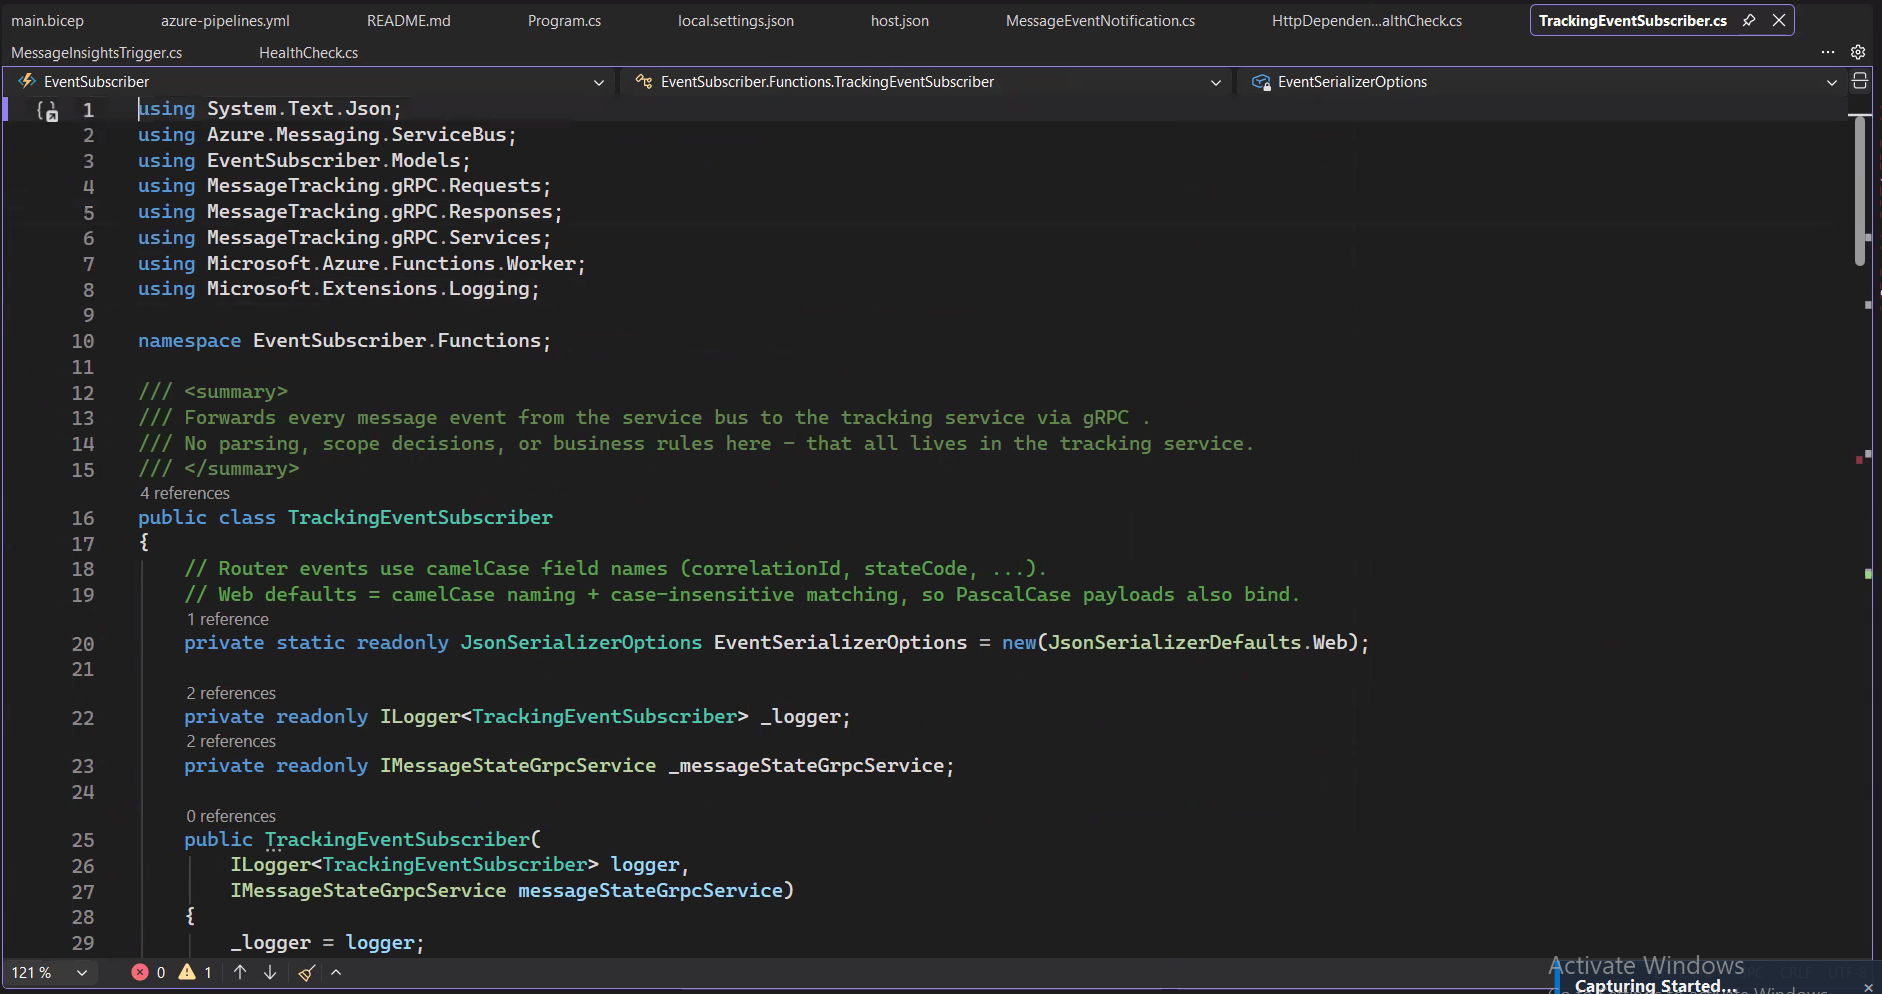 main.bicep azure-pipelines.yml README.md Program.cs local.settings.json host.json MessageEventNotification.cs HttpDependen...althCheck.cs TrackingEventSubscriber.cs
MessageInsightsTrigger.cs HealthCheck.cs
EventSubscriber EventSubscriber.Functions.TrackingEventSubscriber EventSerializerOptions
1 using System.Text.Json;
2 using Azure.Messaging.ServiceBus;
3 using EventSubscriber.Models;
4 using MessageTracking.gRPC.Requests;
5 using MessageTracking.gRPC.Responses;
6 using MessageTracking.gRPC.Services;
7 using Microsoft.Azure.Functions.Worker;
8 using Microsoft.Extensions.Logging;
9
10 namespace EventSubscriber.Functions;
11
12 /// <summary>
13 /// Forwards every message event from the service bus to the tracking service via gRPC .
14 /// No parsing, scope decisions, or business rules here - that all lives in the tracking service.
15 /// </summary>
4 references
16 public class TrackingEventSubscriber
17 {
18 // Router events use camelCase field names (correlationId, stateCode, ...).
19 // Web defaults = camelCase naming + case-insensitive matching, so PascalCase payloads also bind.
1 reference
20 private static readonly JsonSerializerOptions EventSerializerOptions = new(JsonSerializerDefaults.Web);
21
2 references
22 private readonly ILogger<TrackingEventSubscriber> _logger;
2 references
23 private readonly IMessageStateGrpcService _messageStateGrpcService;
24
0 references
25 public TrackingEventSubscriber(
26 ILogger<TrackingEventSubscriber> logger,
27 IMessageStateGrpcService messageStateGrpcService)
28 {
29 _logger = logger;
121 % 0 1
Activate Windows
Capturing Started...